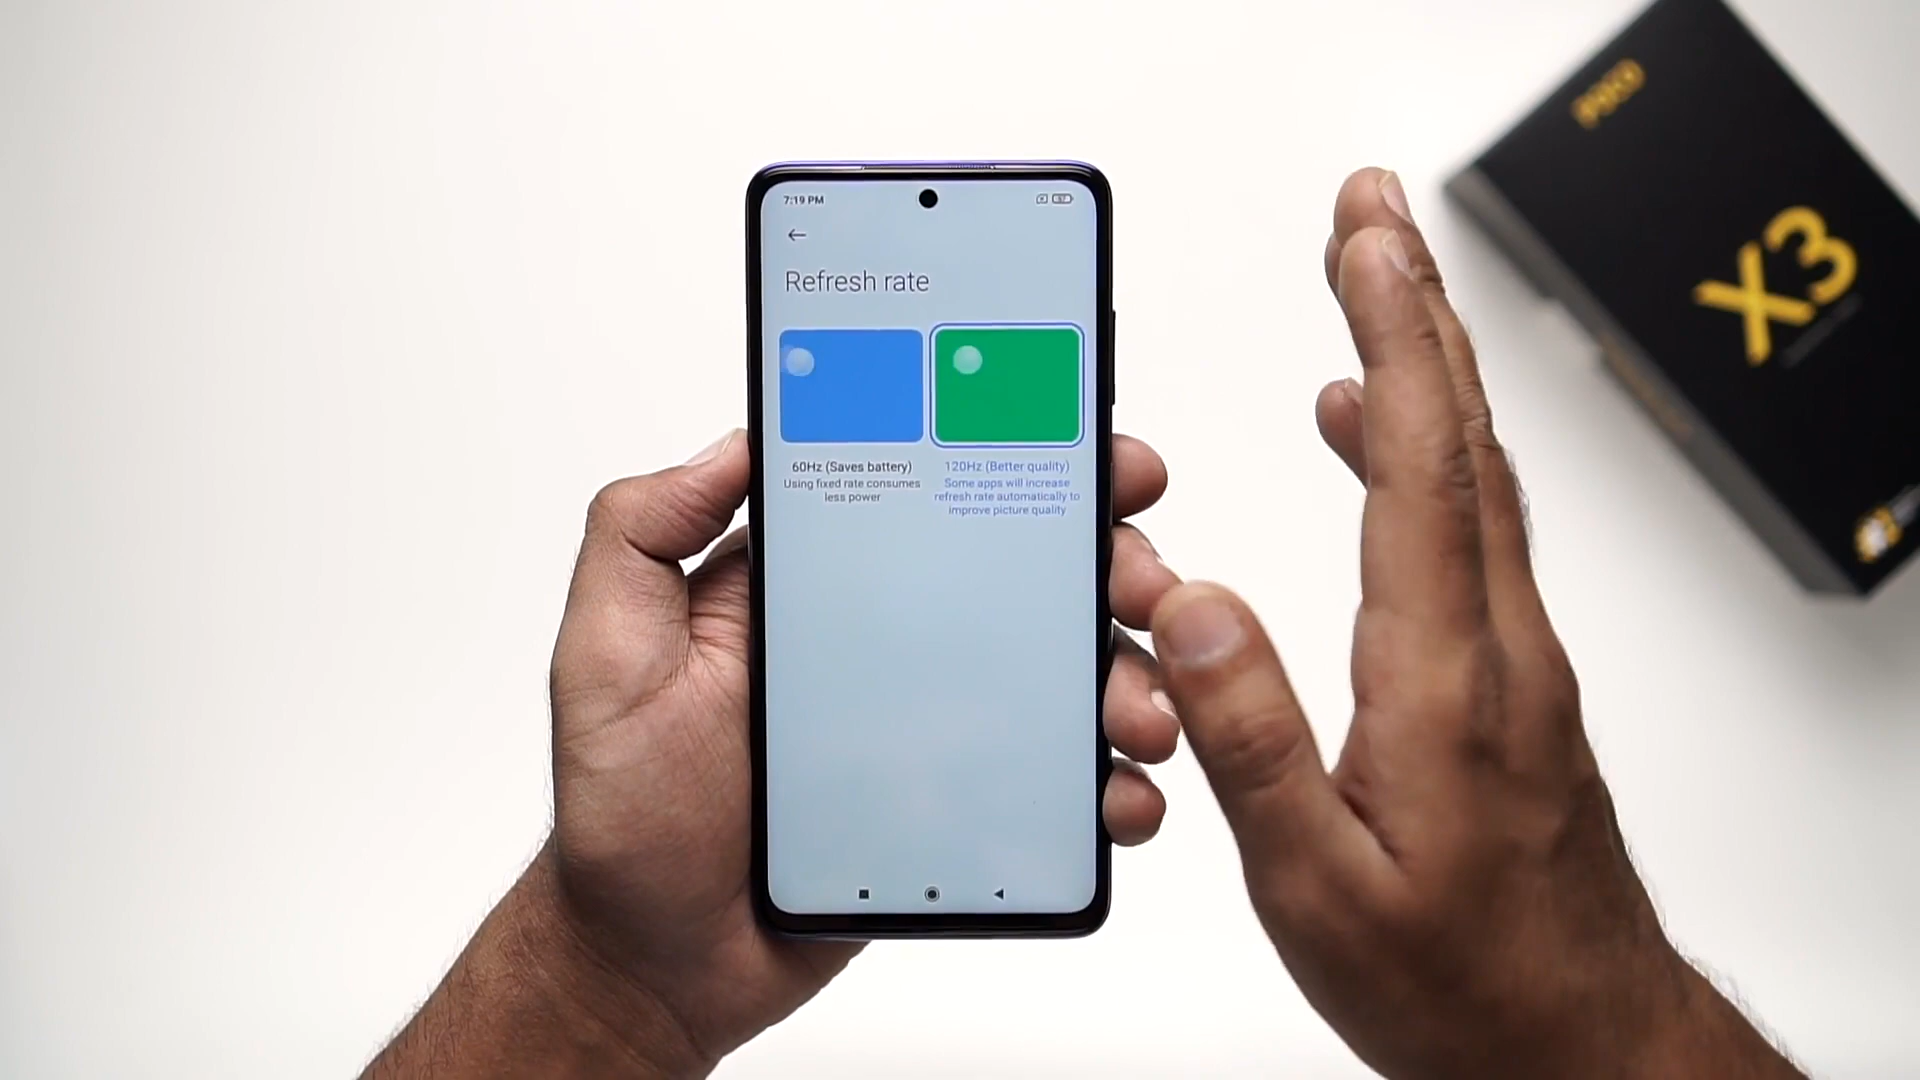 7:19 PM
Refresh rate
60Hz (Saves battery)
Using fixed rate consumes
less power
120Hz (Better quality)
Some apps will increase
refresh rate automatically to
improve picture quality
POCO
X3